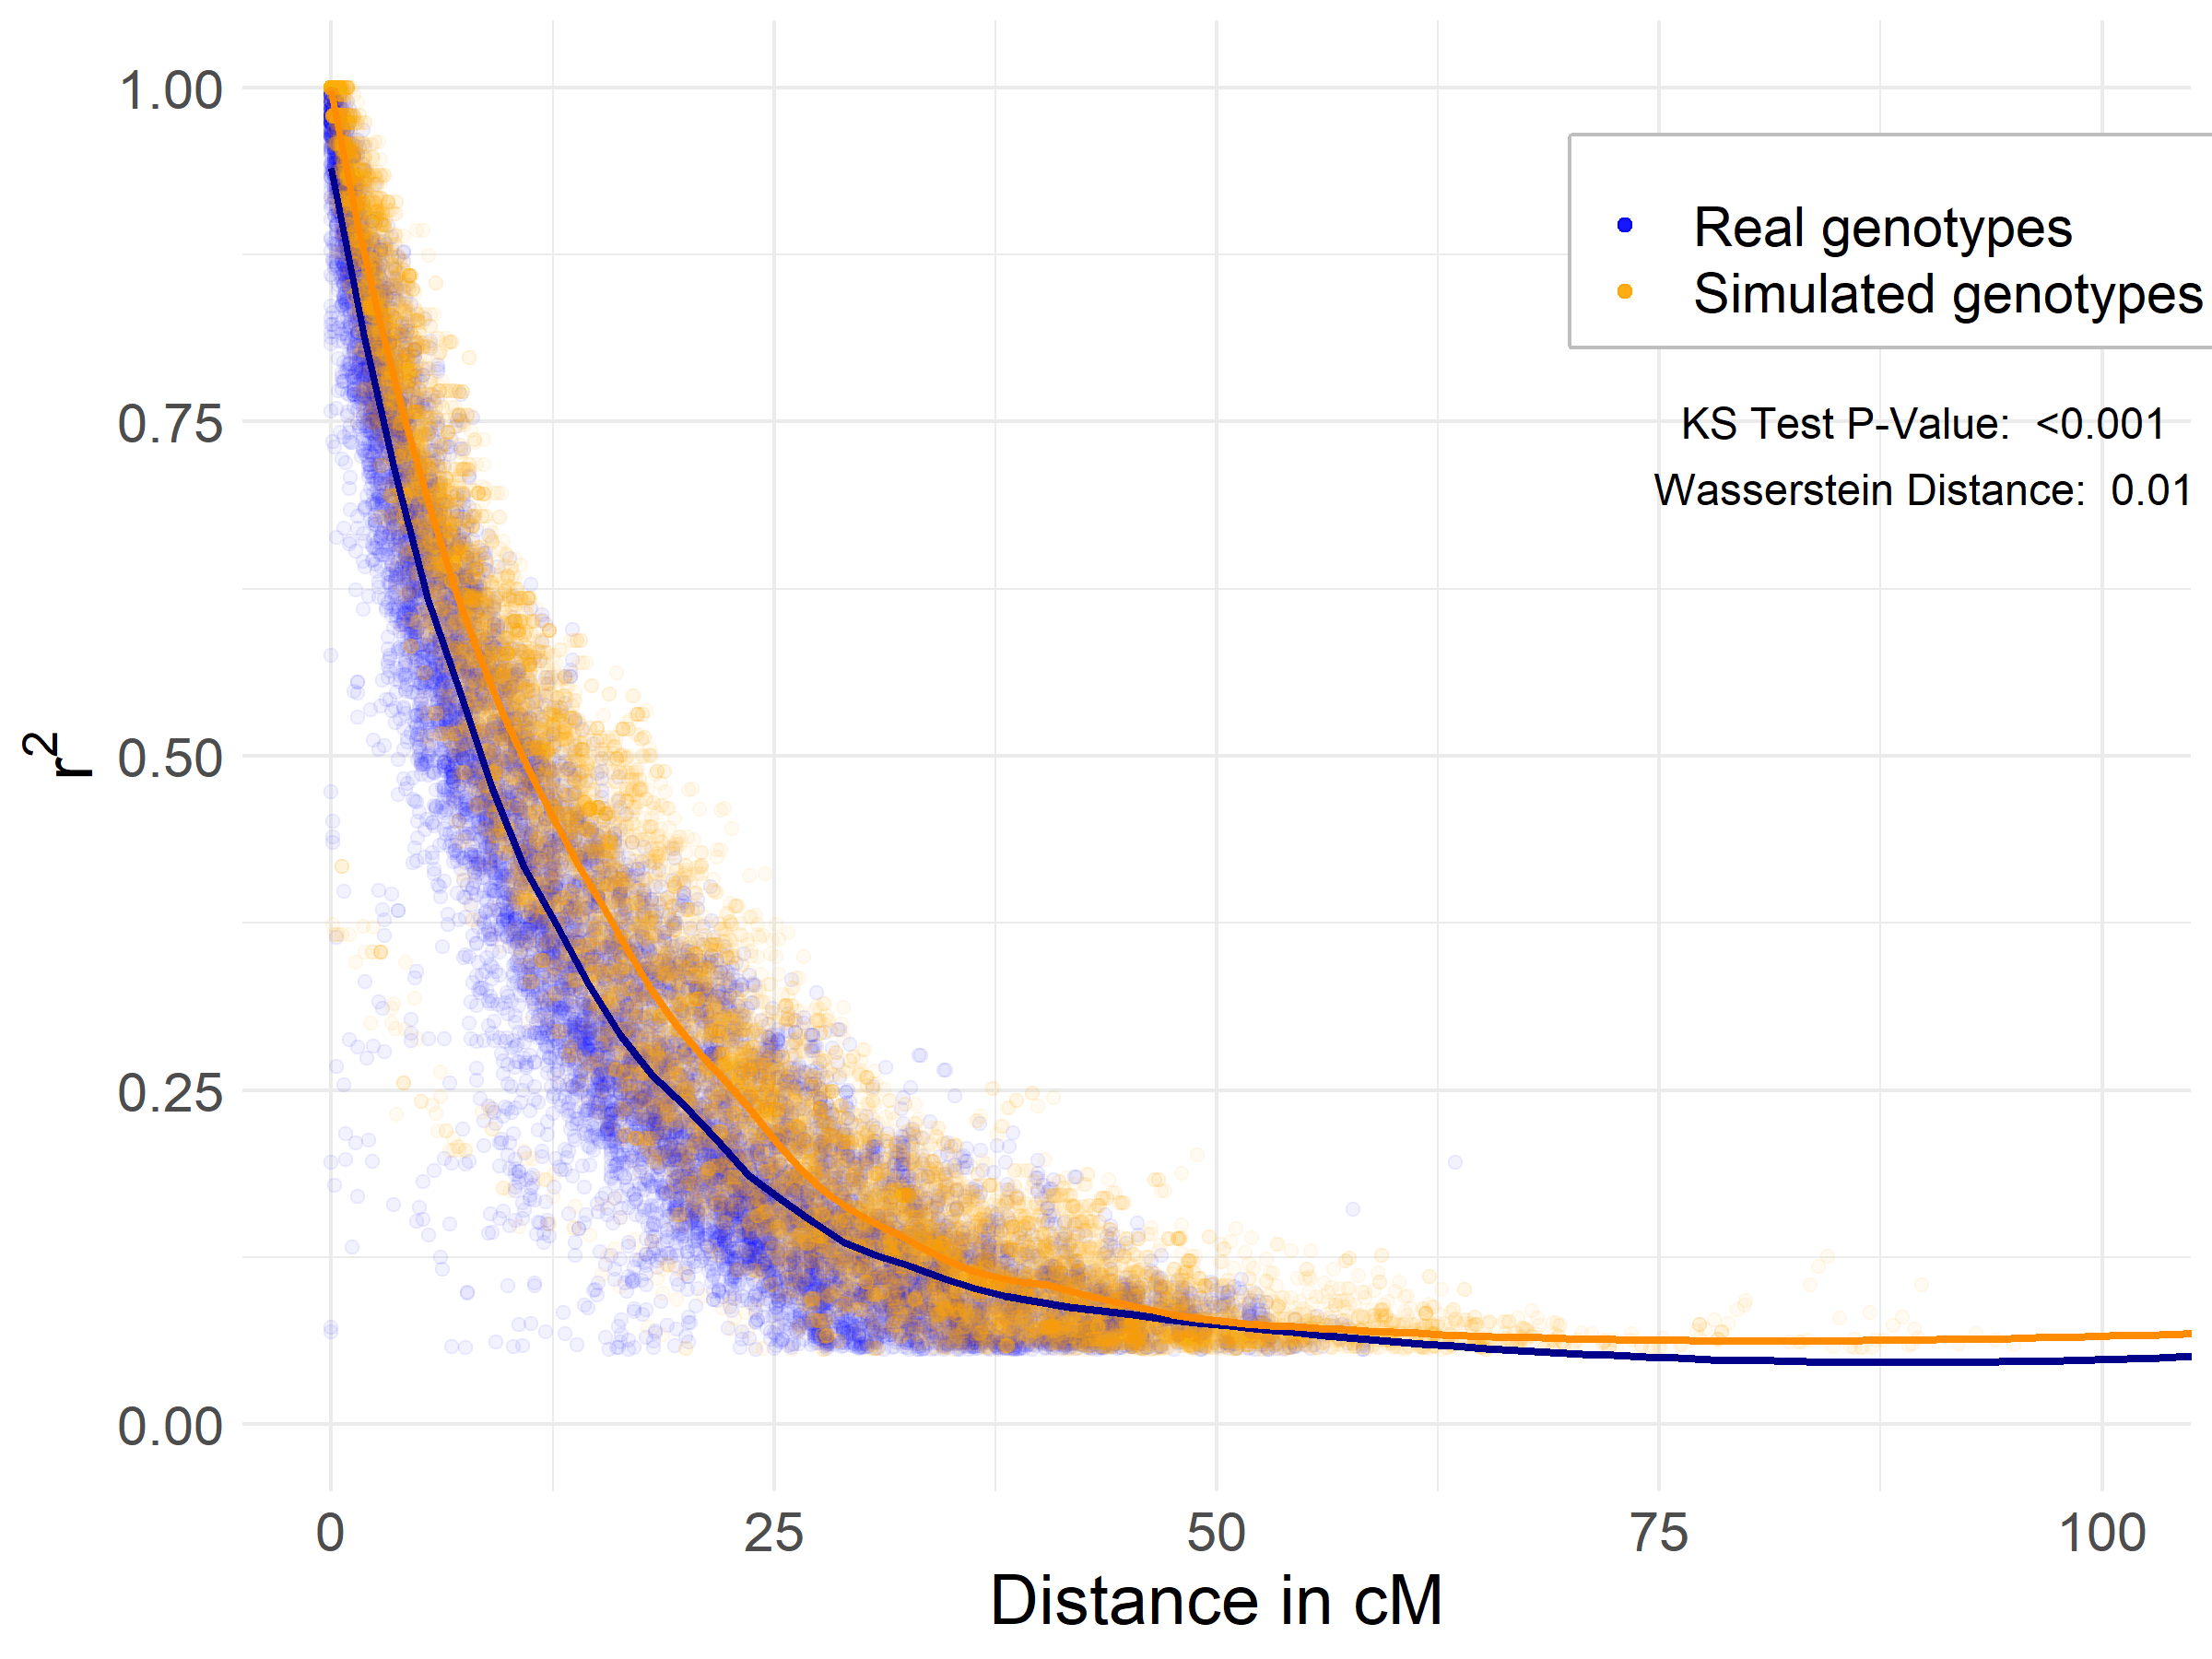 1.00
0.75
0.50
0.25
0.00
r²
Real genotypes
Simulated genotypes
KS Test P-Value: <0.001
Wasserstein Distance: 0.01
0 25 50 75 100
Distance in cM